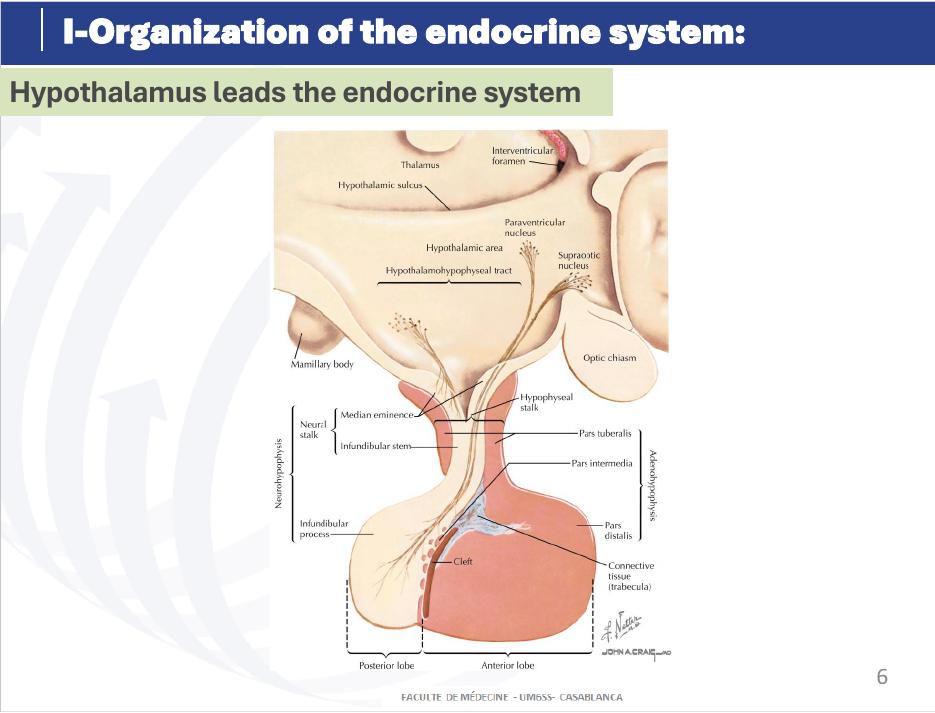 I-Organization of the endocrine system:
Hypothalamus leads the endocrine system
Interventricular
foramen
Thalamus
Hypothalamic sulcus
Paraventricular
nucleus
Hypothalamic area
Supraoptic
nucleus
Hypothalamohypophyseal tract
Optic chiasm
Mamillary body
Hypophyseal
stalk
Median eminence
Neural
stalk
Pars tuberalis
Infundibular stem
Pars intermedia
Neurohypophysis
Adenohypophysis
Infundibular
process
Pars
distalis
Cleft
Connective
tissue
(trabecula)
F. Netter
M.D.
JOHN A.CRAIG—MD
Posterior lobe
Anterior lobe
6
FACULTE DE MÉDECINE - UM6SS- CASABLANCA